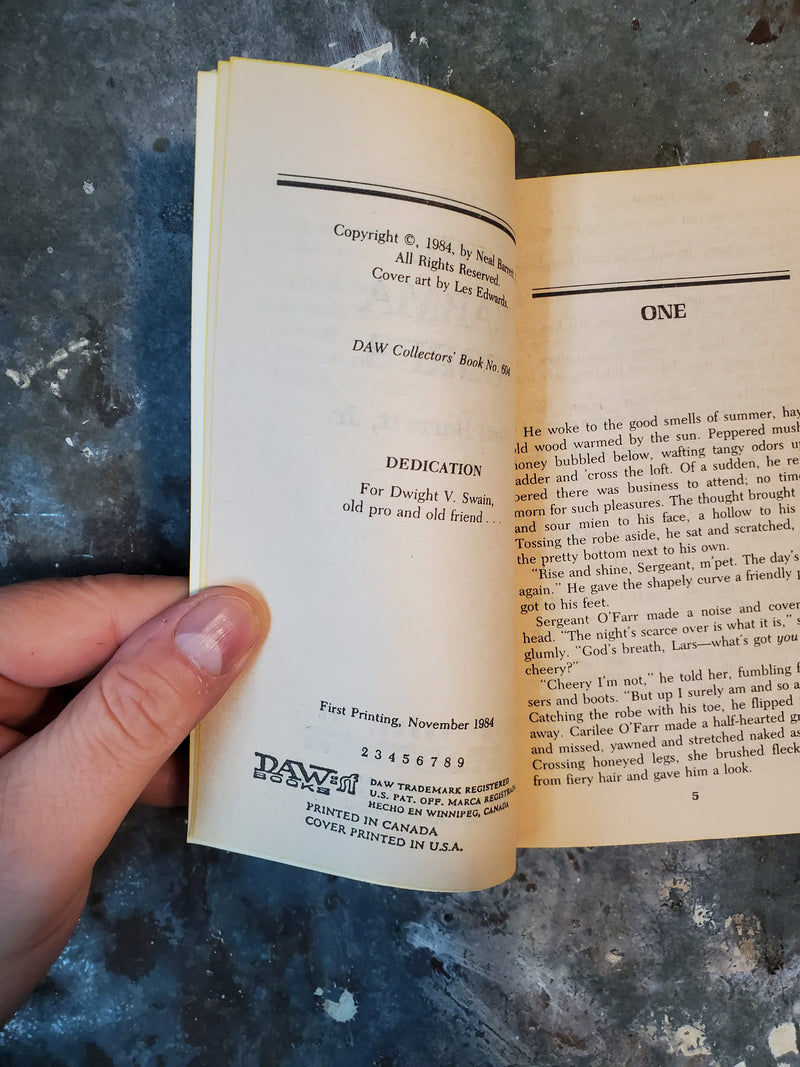 Copyright ©, 1984, by Neal Barrett,
All Rights Reserved.
Cover art by Les Edwards.
DAW Collectors' Book No. 604
DEDICATION
For Dwight V. Swain,
old pro and old friend . . .
First Printing, November 1984
2 3 4 5 6 7 8 9
DAW sf
BOOKS
DAW TRADEMARK REGISTERED
U.S. PAT. OFF. MARCA
HECHO EN WINNIPEG, CANADA
PRINTED IN CANADA
COVER PRINTED IN U.S.A.
ONE
He woke to the good smells of summer, hay
wood warmed by the sun. Peppered
bubbled below, wafting tangy odors
and 'cross the loft. Of a sudden, he
there was business to attend; no
morn for such pleasures. The thought brought
and sour mien to his face, a hollow to his
Tossing the robe aside, he sat and scratched,
the pretty bottom next to his own.
"Rise and shine, Sergeant, m'pet. The day's
again." He gave the shapely curve a friendly
got to his feet.
Sergeant O'Farr made a noise and
head. "The night's scarce over is what it is,"
glumly. "God's breath, Lars—what's got you
cheery?"
"Cheery I'm not," he told her, fumbling
sers and boots. "But up I surely am and so
Catching the robe with his toe, he flipped
away. Carilee O'Farr made a half-hearted
and missed, yawned and stretched naked as
Crossing honeyed legs, she brushed
from fiery hair and gave him a look.
5